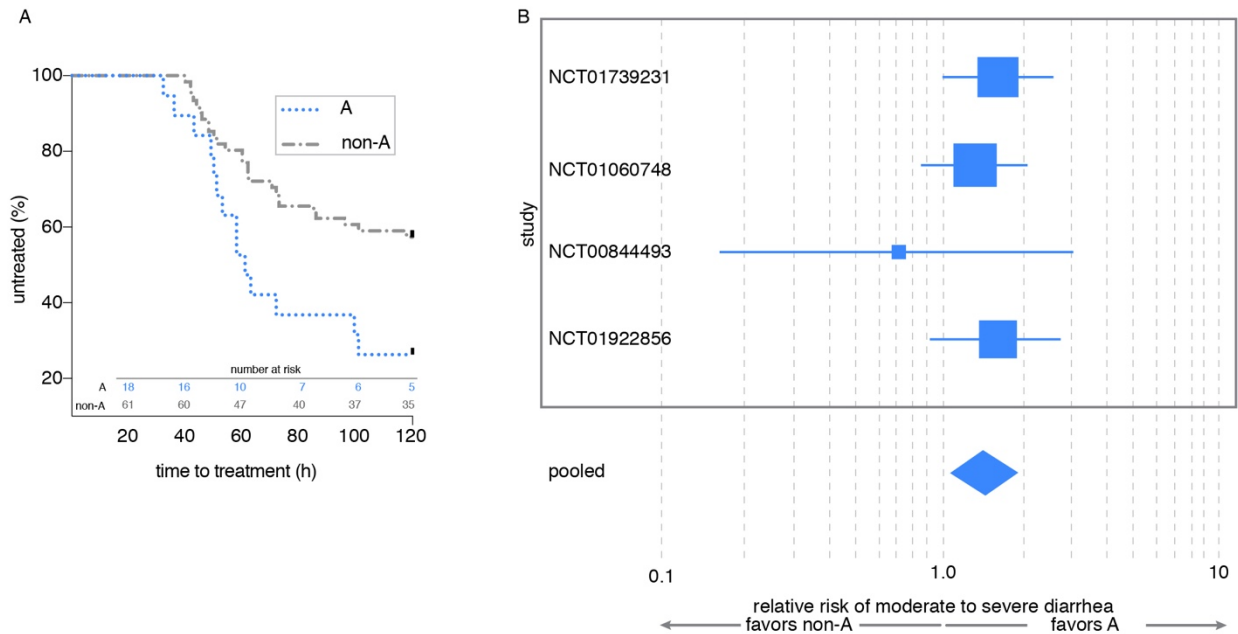 A
100
80
60
40
20
untreated (%)
A
non-A
number at risk
A 18 16 10 7 6 5
non-A 61 60 47 40 37 35
20 40 60 80 100 120
time to treatment (h)
B
study
NCT01739231
NCT01060748
NCT00844493
NCT01922856
pooled
0.1 1.0 10
relative risk of moderate to severe diarrhea
favors non-A favors A